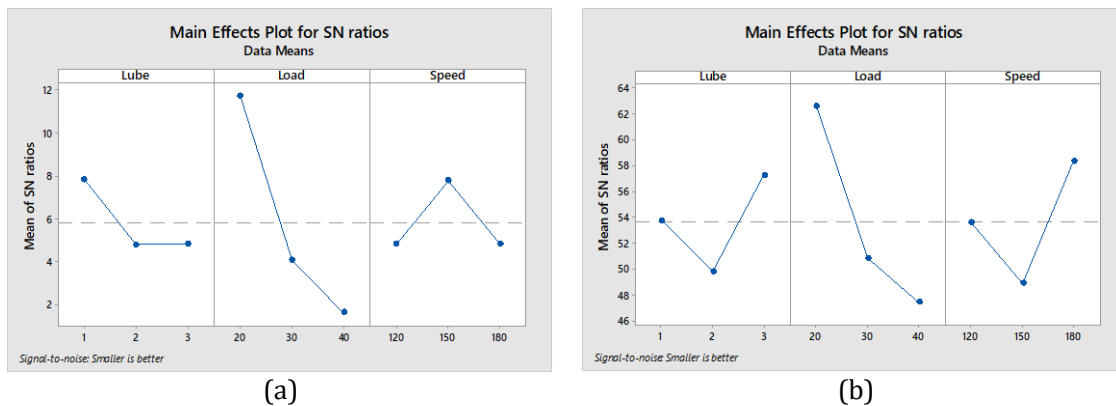 Main Effects Plot for SN ratios
Data Means
Lube Load Speed
Mean of SN ratios
12
10
8
6
4
2
1 2 3 20 30 40 120 150 180
Signal-to-noise: Smaller is better
(a)
Main Effects Plot for SN ratios
Data Means
Lube Load Speed
Mean of SN ratios
64
62
60
58
56
54
52
50
48
46
1 2 3 20 30 40 120 150 180
Signal-to-noise: Smaller is better
(b)